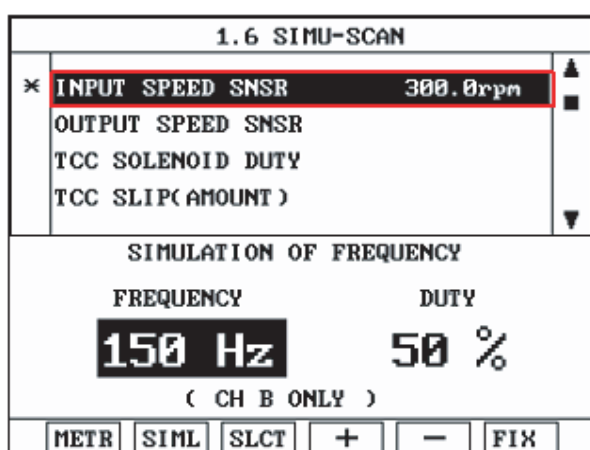 1.6 SIMU-SCAN
* INPUT SPEED SNSR 300.0rpm ▲
■
OUTPUT SPEED SNSR
TCC SOLENOID DUTY
TCC SLIP(AMOUNT)
▼
SIMULATION OF FREQUENCY
FREQUENCY DUTY
150 Hz 50 %
( CH B ONLY )
METR SIML SLCT + - FIX